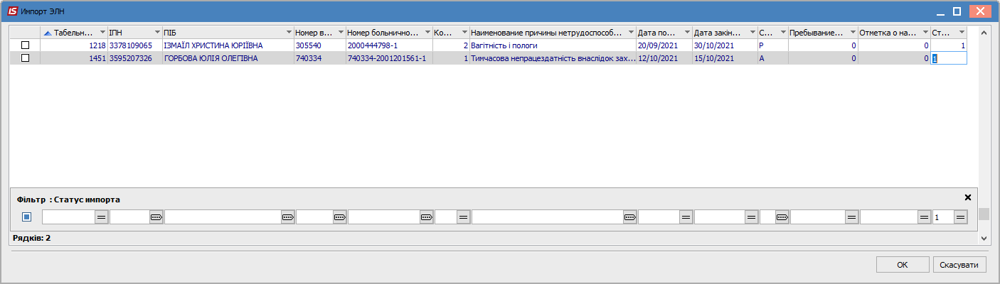 IS Импорт ЭЛН
Табельн... ІПН ПІБ Номер в... Номер больнично... Ко... Наименование причины нетрудоспособ... Дата по... Дата закін... С... Пребывание... Отметка о на... Ст...
1218 3378109065 ІЗМАЇЛ ХРИСТИНА ЮРІЇВНА 305540 2000444798-1 2 Вагітність і пологи 20/09/2021 30/10/2021 P 0 0 1
1451 3595207326 ГОРБОВА ЮЛІЯ ОЛЕГІВНА 740334 740334-2001201561-1 1 Тимчасова непрацездатність внаслідок зах... 12/10/2021 15/10/2021 A 0 0 1
Фільтр : Статус импорта
1
Рядків: 2
ОК Скасувати